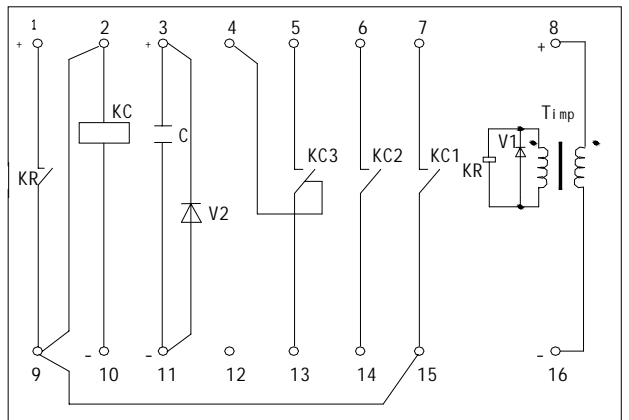 1 2 3 4 5 6 7 8
+ + +
KC
C
Timp
V1
KR
KC3 KC2 KC1 KR
V2
- - -
9 10 11 12 13 14 15 16